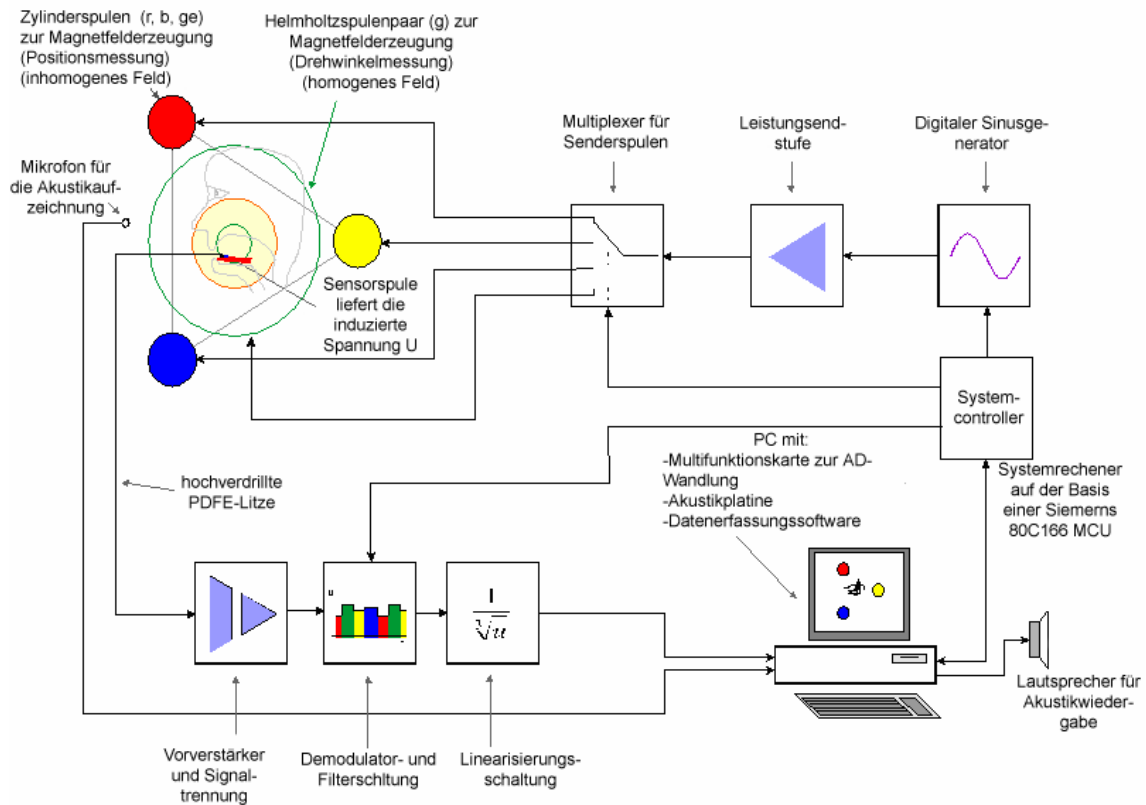 Zylinderspulen (r, b, ge)
zur Magnetfelderzeugung
(Positionsmessung)
(inhomogenes Feld)
Helmholtzspulenpaar (g) zur
Magnetfelderzeugung
(Drehwinkelmessung)
(homogenes Feld)
Multiplexer für
Senderspulen
Leistungsend-
stufe
Digitaler Sinusge-
nerator
Mikrofon für
die Akustikauf-
zeichnung
Sensorspule
liefert die
induzierte
Spannung U
System-
controller
hochverdrillte
PDFE-Litze
PC mit:
-Multifunktionskarte zur AD-
Wandlung
-Akustikplatine
-Datenerfassungssoftware
Systemrechener
auf der Basis
einer Siemerns
80C166 MCU
u
1
∛u
Lautsprecher für
Akustikwieder-
gabe
Vorverstärker
und Signal-
trennung
Demodulator- und
Filterschltung
Linearisierungs-
schaltung